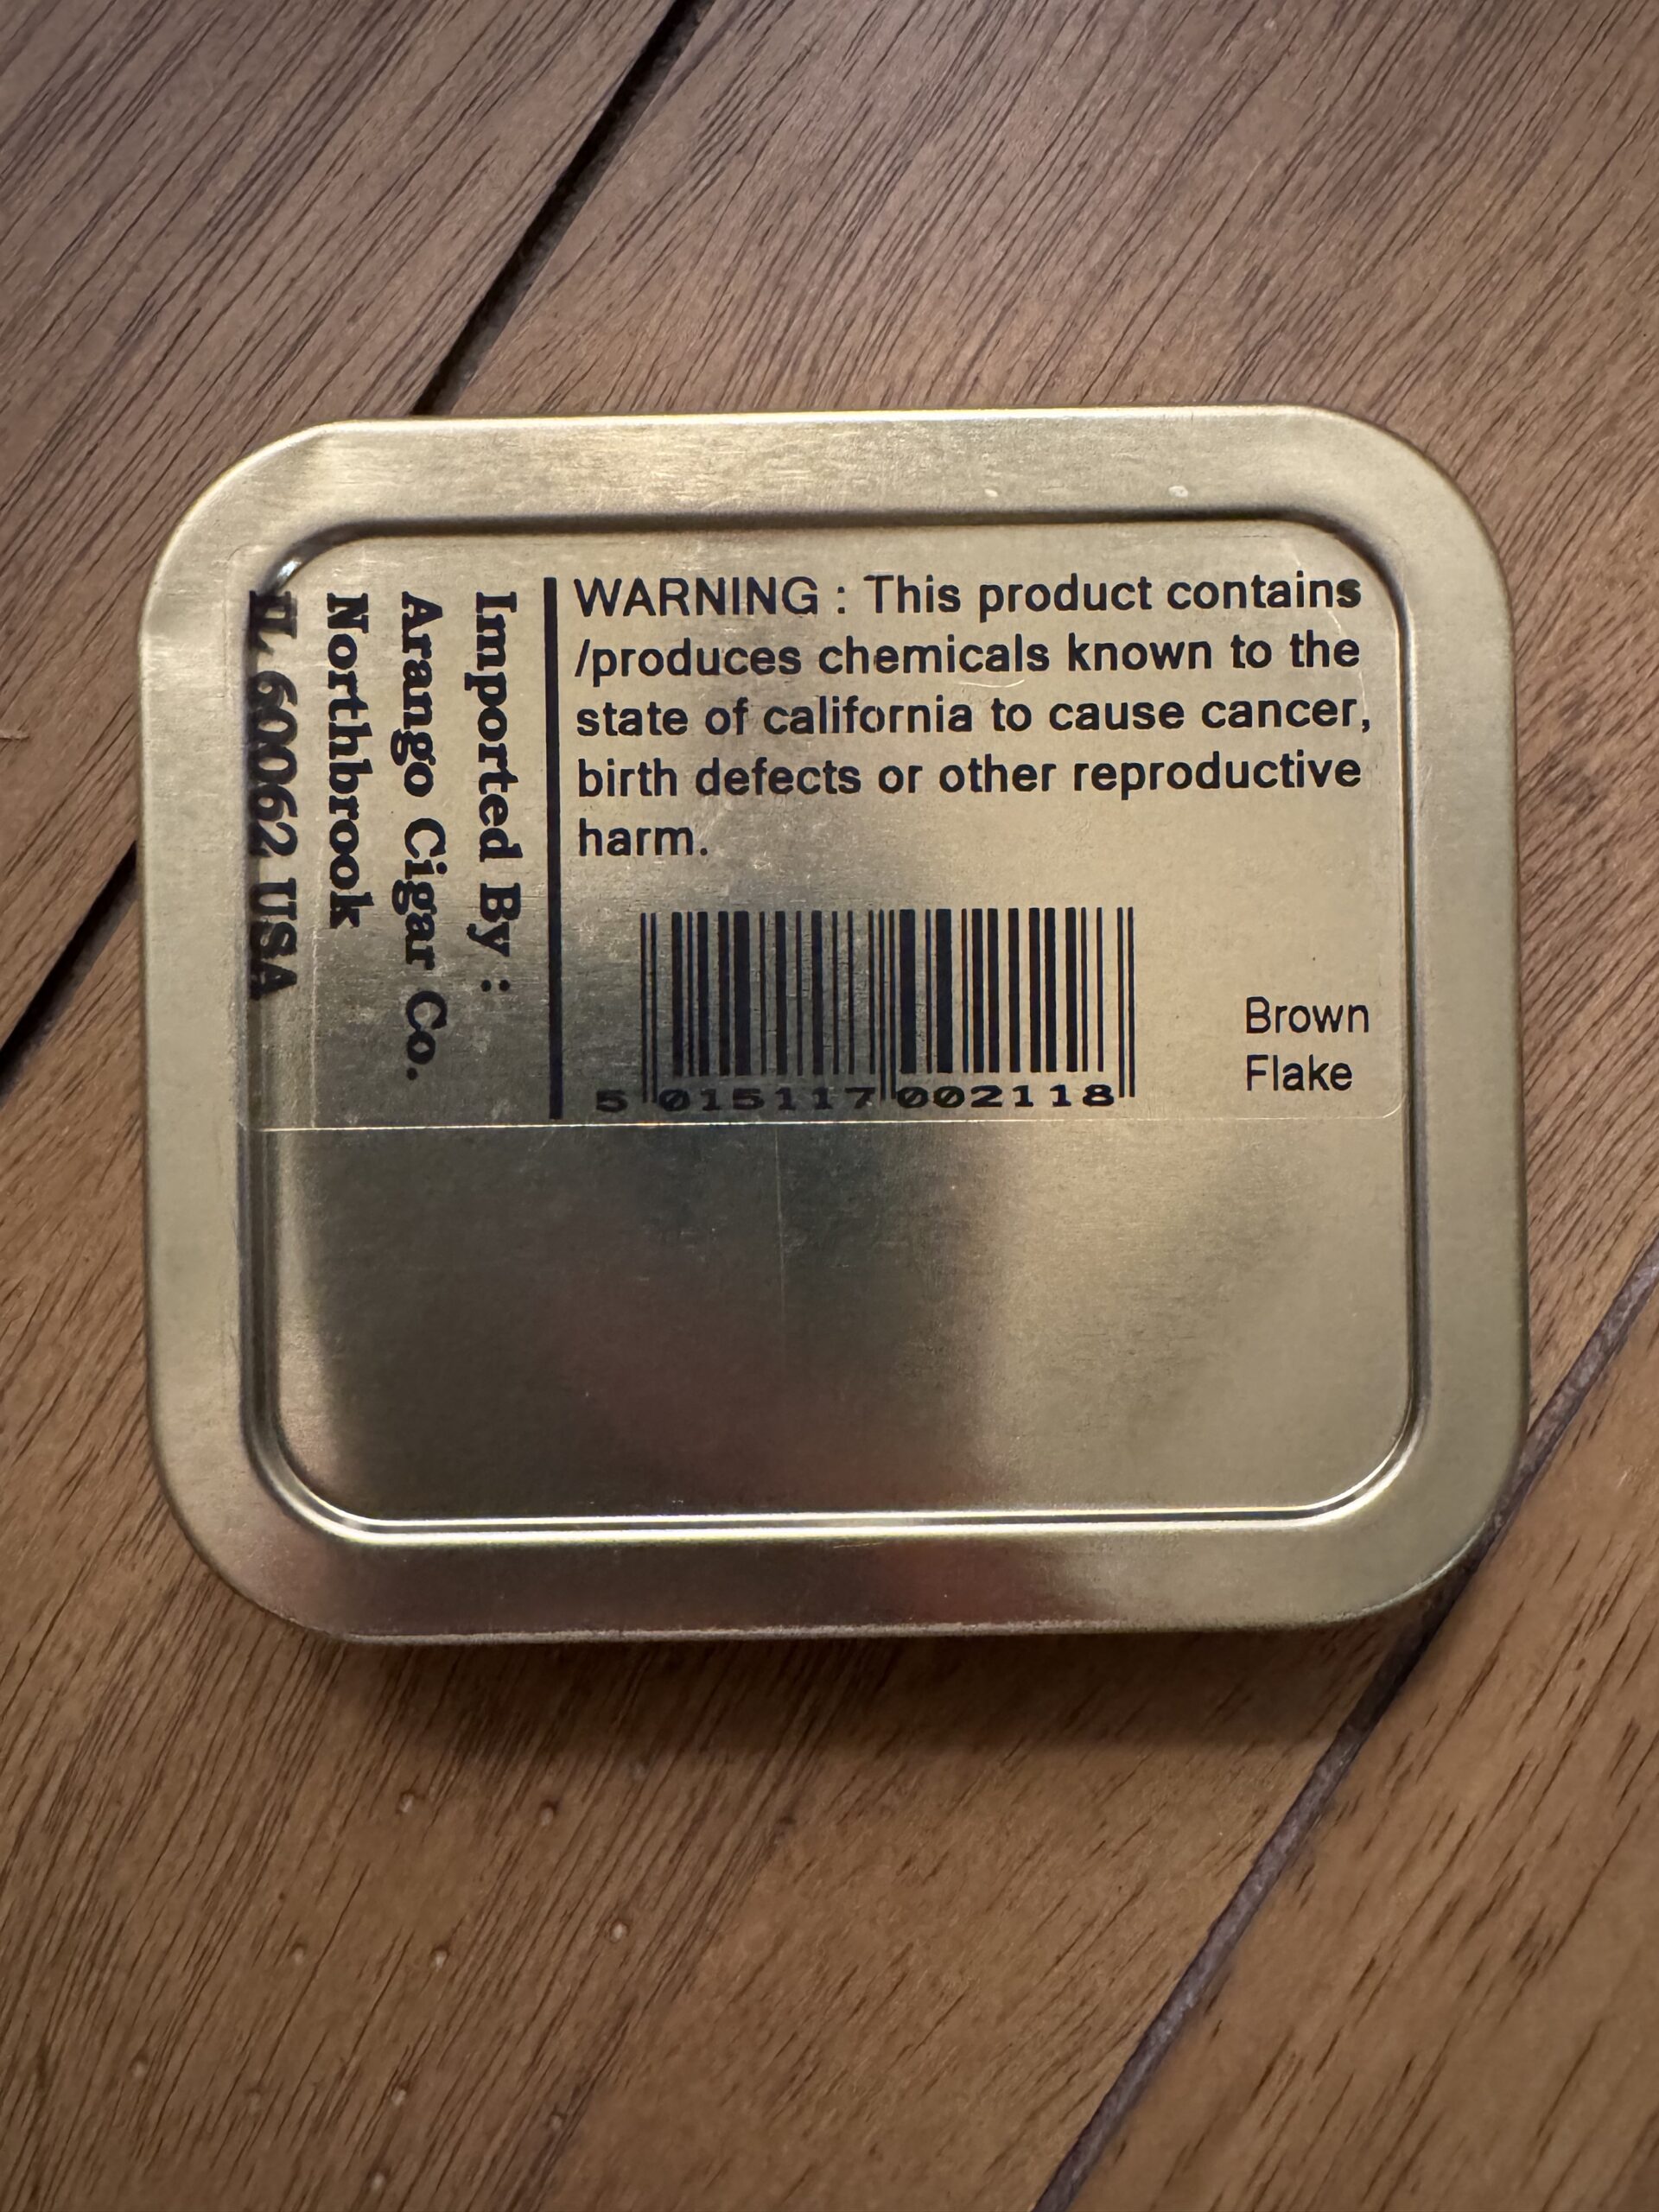 WARNING : This product contains
/produces chemicals known to the
state of california to cause cancer,
birth defects or other reproductive
harm.
5 015117 002118
Brown
Flake
Imported By :
Arango Cigar Co.
Northbrook
IL 60062 USA